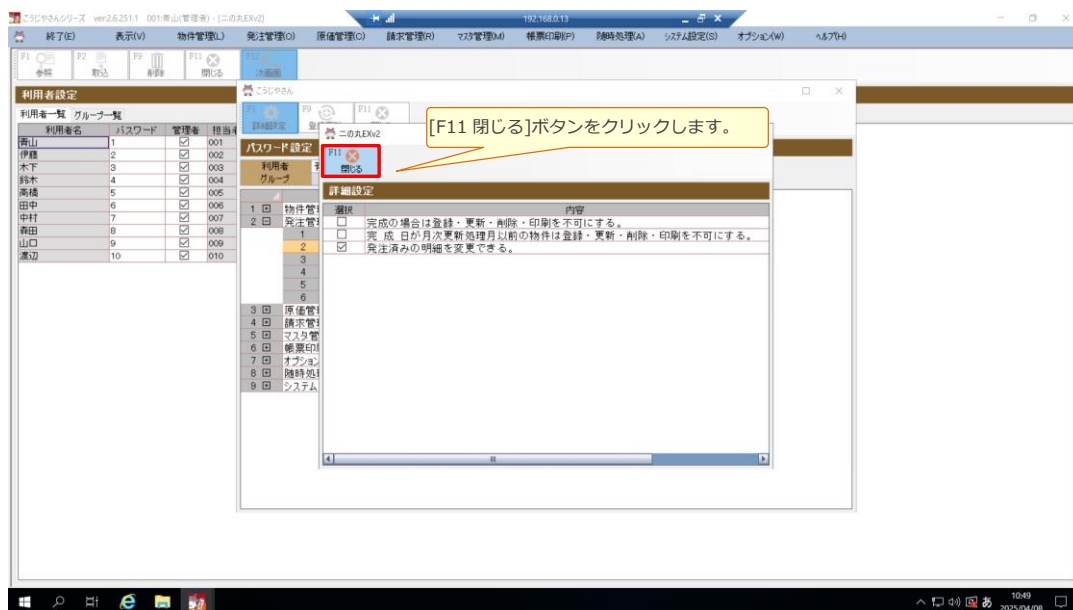 こうじやさんシリーズ ver.2.6.251.1 001:青山(管理者) - [二の丸EXv2]
192.168.0.13
終了(E) 表示(V) 物件管理(L) 発注管理(O) 原価管理(C) 請求管理(R) マスタ管理(M) 帳票印刷(P) 随時処理(A) システム設定(S) オプション(W) ヘルプ(H)
F1 参照 F2 取込 F9 削除 F11 閉じる F12 次画面
利用者設定
利用者一覧 グループ一覧
利用者名 パスワード 管理者 担当
青山 1 001
伊藤 2 002
木下 3 003
鈴木 4 004
高橋 5 005
田中 6 006
中村 7 007
森田 8 008
山口 9 009
渡辺 10 010
こうじやさん
F1 詳細設定 F9 F11
パスワード設定
利用者
グループ
1 物件管
2 発注管
1
2
3
4
5
6
3 原価管
4 請求管
5 マスタ管
6 帳票印
7 オプション
8 随時処
9 システム
二の丸EXv2
F11 閉じる
[F11 閉じる]ボタンをクリックします。
詳細設定
選択 内容
完成の場合は登録・更新・削除・印刷を不可にする。
完 成 日が月次更新処理月以前の物件は登録・更新・削除・印刷を不可にする。
発注済みの明細を変更できる。
あ
10:49
2025/04/08